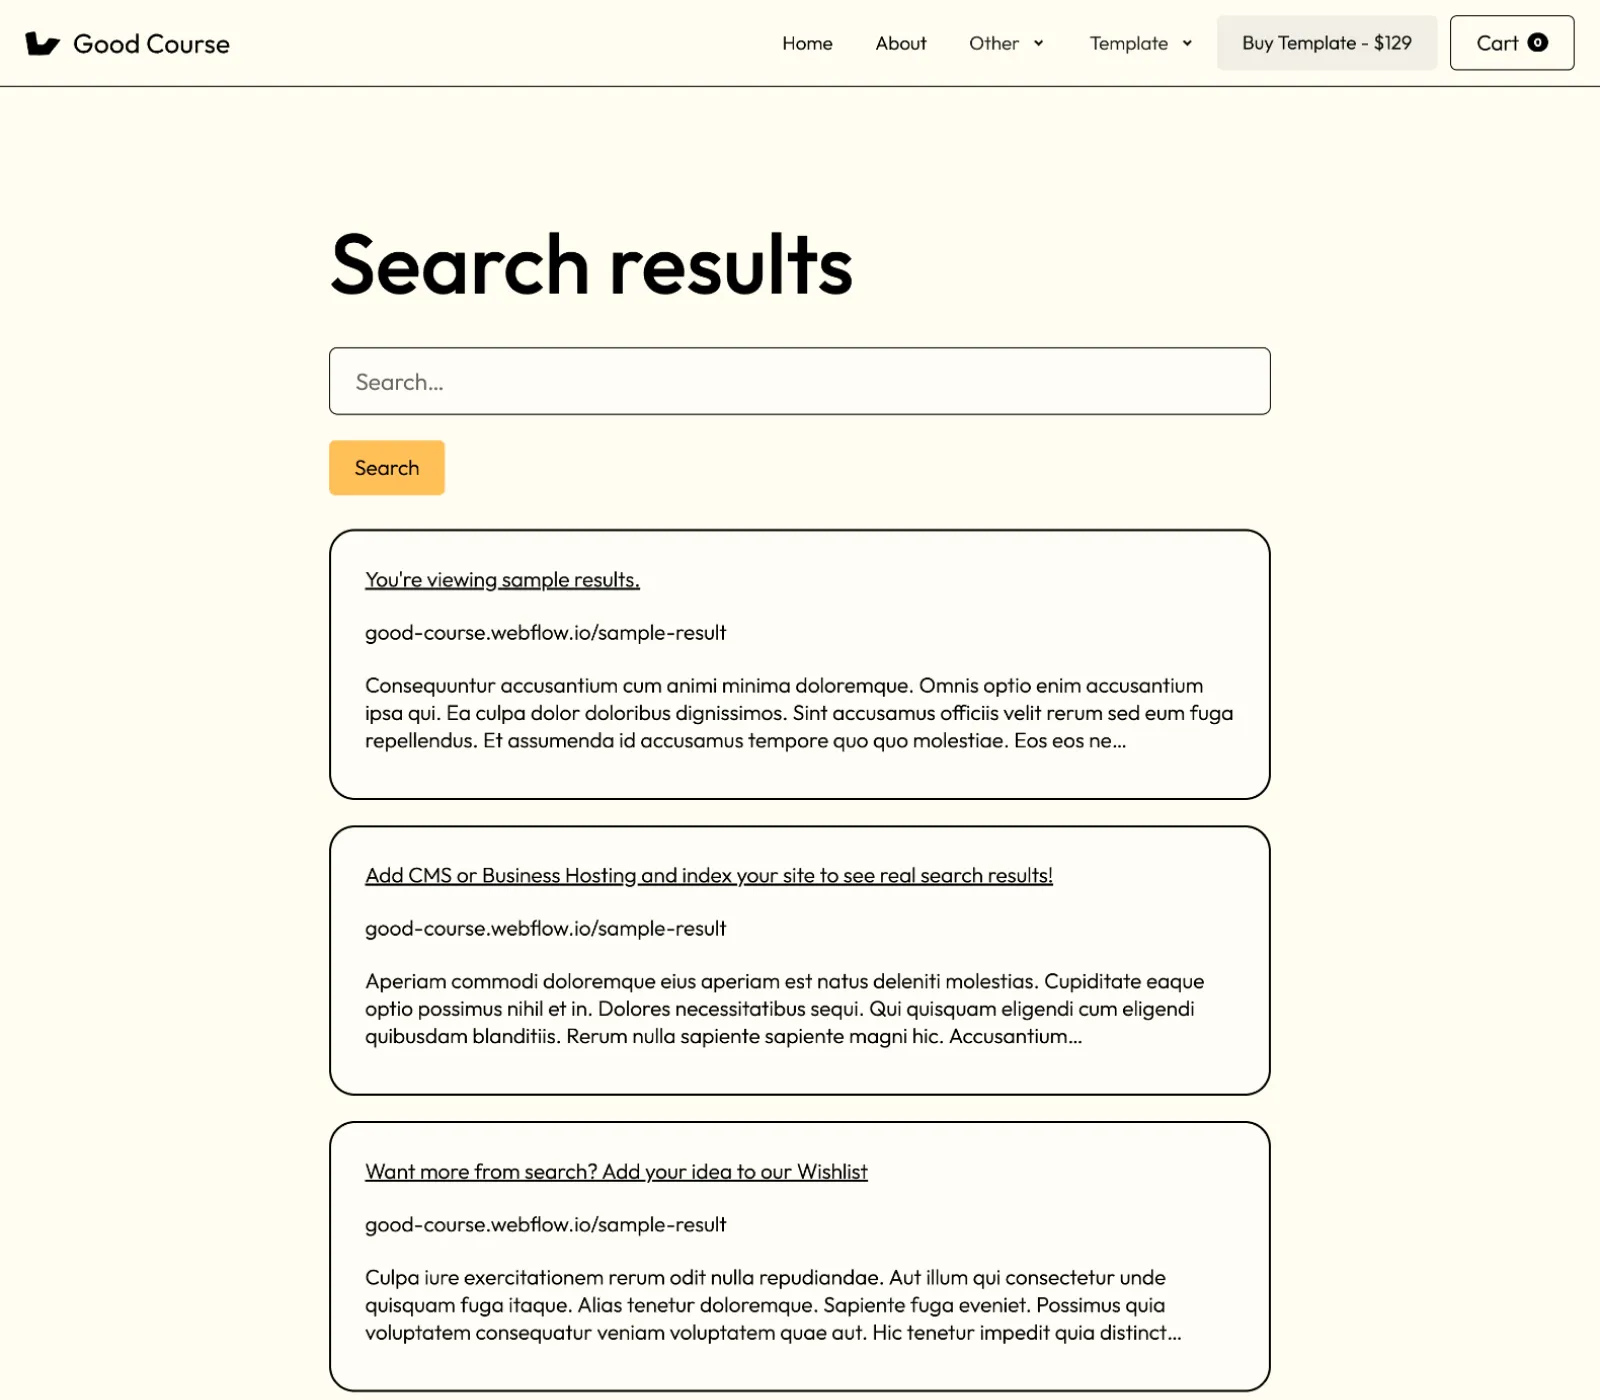 Good Course
Home
About
Other
Template
Buy Template - $129
Cart 0
Search results
Search...
Search
You're viewing sample results.
good-course.webflow.io/sample-result
Consequuntur accusantium cum animi minima doloremque. Omnis optio enim accusantium
ipsa qui. Ea culpa dolor doloribus dignissimos. Sint accusamus officiis velit rerum sed eum fuga
repellendus. Et assumenda id accusamus tempore quo quo molestiae. Eos eos ne...
Add CMS or Business Hosting and index your site to see real search results!
good-course.webflow.io/sample-result
Aperiam commodi doloremque eius aperiam est natus deleniti molestias. Cupiditate eaque
optio possimus nihil et in. Dolores necessitatibus sequi. Qui quisquam eligendi cum eligendi
quibusdam blanditiis. Rerum nulla sapiente sapiente magni hic. Accusantium...
Want more from search? Add your idea to our Wishlist
good-course.webflow.io/sample-result
Culpa iure exercitationem rerum odit nulla repudiandae. Aut illum qui consectetur unde
quisquam fuga itaque. Alias tenetur doloremque. Sapiente fuga eveniet. Possimus quia
voluptatem consequatur veniam voluptatem quae aut. Hic tenetur impedit quia distinct...